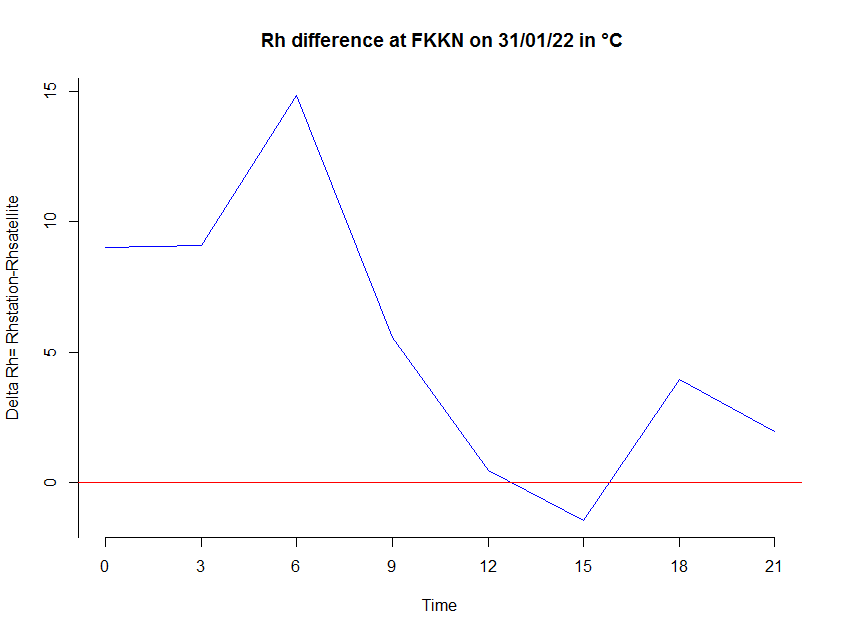 Rh difference at FKKN on 31/01/22 in °C
Delta Rh= Rhstation-Rhsatellite
15
10
5
0
0 3 6 9 12 15 18 21
Time